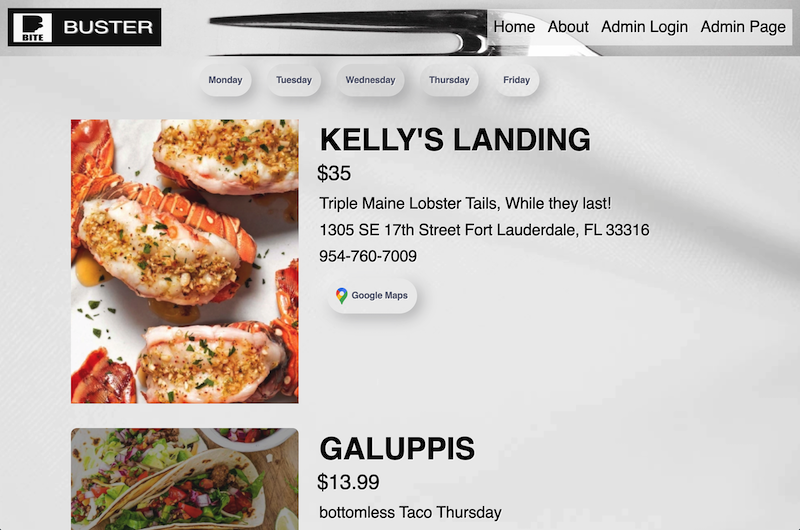 BITE BUSTER
Home About Admin Login Admin Page
Monday Tuesday Wednesday Thursday Friday
KELLY'S LANDING
$35
Triple Maine Lobster Tails, While they last!
1305 SE 17th Street Fort Lauderdale, FL 33316
954-760-7009
Google Maps
GALUPPIS
$13.99
bottomless Taco Thursday